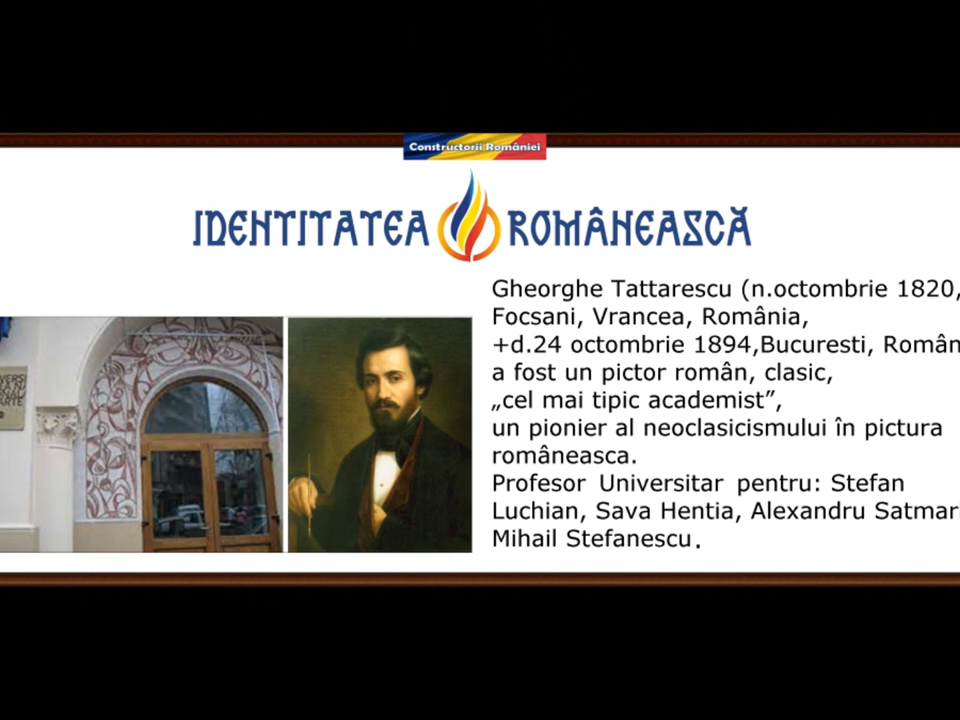 Constructorii României
IDENTITATEA ROMÂNEASCĂ
Gheorghe Tattarescu (n.octombrie 1820,
Focsani, Vrancea, România,
+d.24 octombrie 1894,Bucuresti, Român
a fost un pictor român, clasic,
„cel mai tipic academist”,
un pionier al neoclasicismului în pictura
româneasca.
Profesor Universitar pentru: Stefan
Luchian, Sava Hentia, Alexandru Satmari
Mihail Stefanescu.